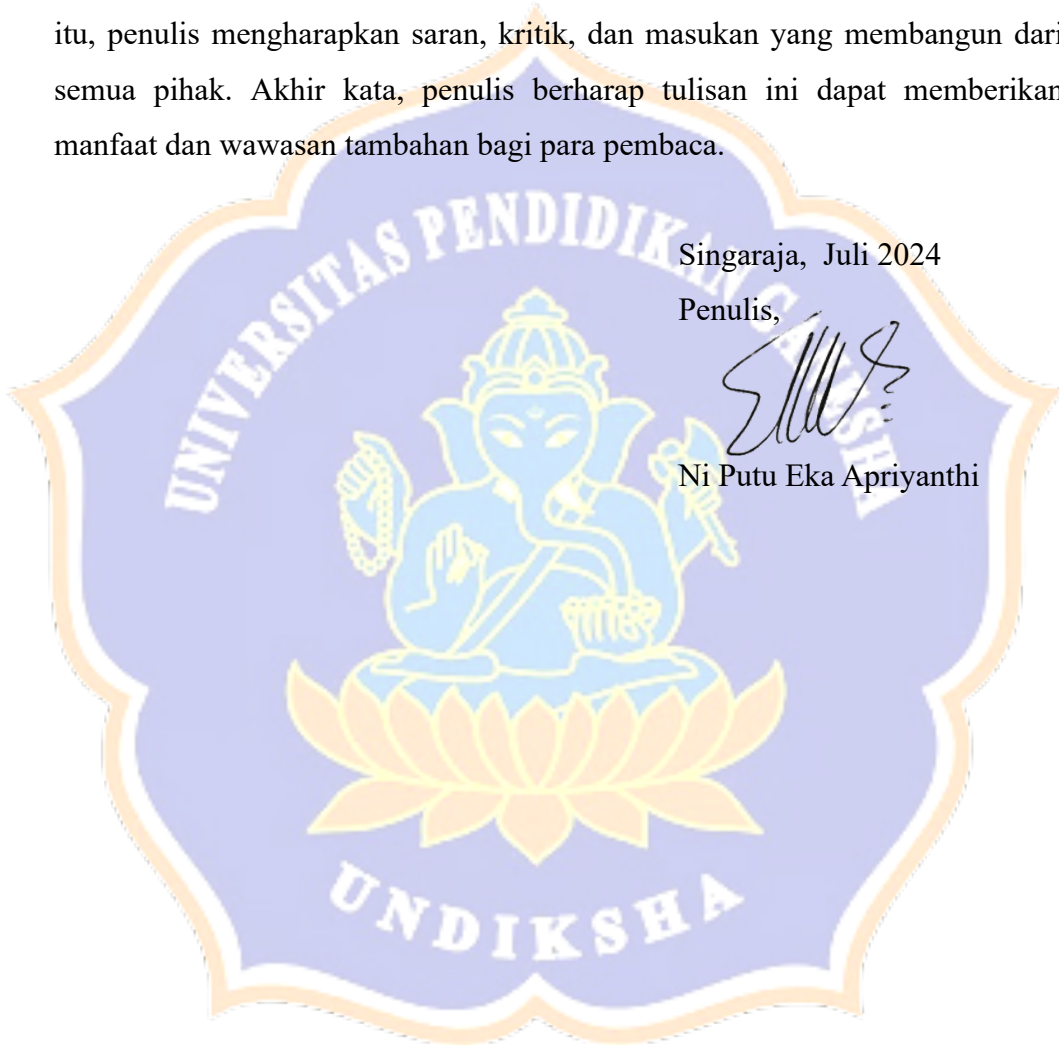 itu, penulis mengharapkan saran, kritik, dan masukan yang membangun dari
semua pihak. Akhir kata, penulis berharap tulisan ini dapat memberikan
manfaat dan wawasan tambahan bagi para pembaca.
UNIVERSITAS PENDIDIKAN GANESHA
Singaraja, Juli 2024
Penulis,
Ni Putu Eka Apriyanthi
UNDIKSHA